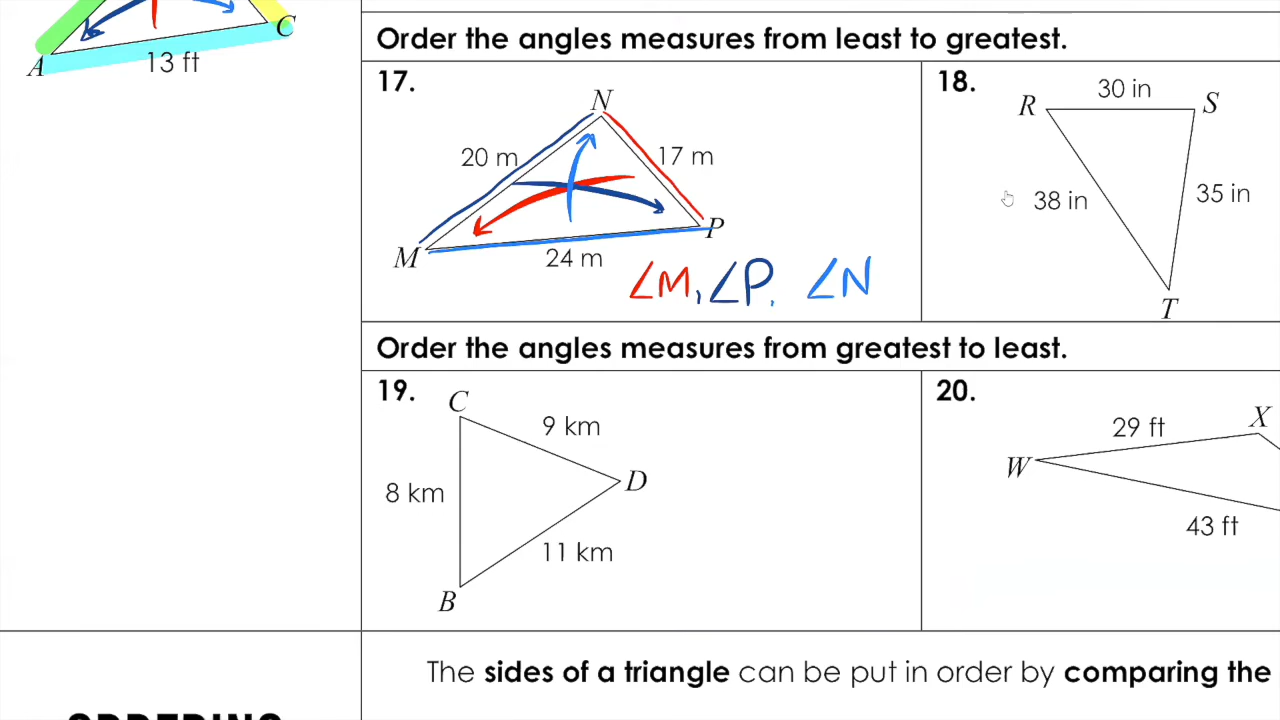 A
C
13 ft
Order the angles measures from least to greatest.
17.
N
20 m
17 m
M
P
24 m
∠M, ∠P, ∠N
18.
R
30 in
S
38 in
35 in
T
Order the angles measures from greatest to least.
19.
C
9 km
8 km
D
11 km
B
20.
X
29 ft
W
43 ft
The sides of a triangle can be put in order by comparing the
ORDERING